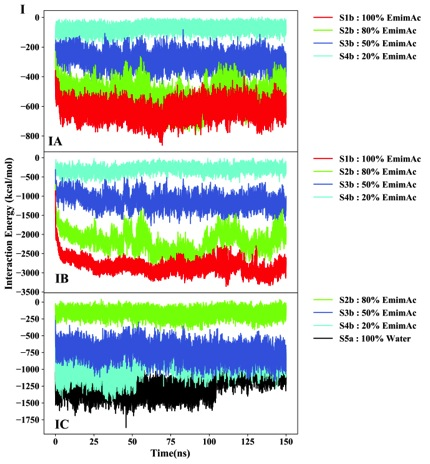 I
0
−200
−400
−600
−800
IA
S1b : 100% EmimAc
S2b : 80% EmimAc
S3b : 50% EmimAc
S4b : 20% EmimAc
Interaction Energy (kcal/mol)
0
−500
−1000
−1500
−2000
−2500
−3000
−3500
IB
S1b : 100% EmimAc
S2b : 80% EmimAc
S3b : 50% EmimAc
S4b : 20% EmimAc
0
−250
−500
−750
−1000
−1250
−1500
−1750
IC
S2b : 80% EmimAc
S3b : 50% EmimAc
S4b : 20% EmimAc
S5a : 100% Water
0 25 50 75 100 125 150
Time(ns)